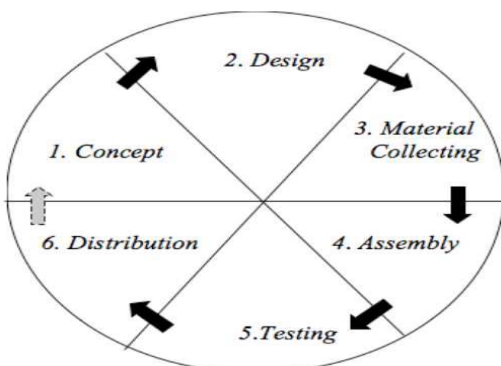 1. Concept
2. Design
3. Material
Collecting
4. Assembly
5.Testing
6. Distribution